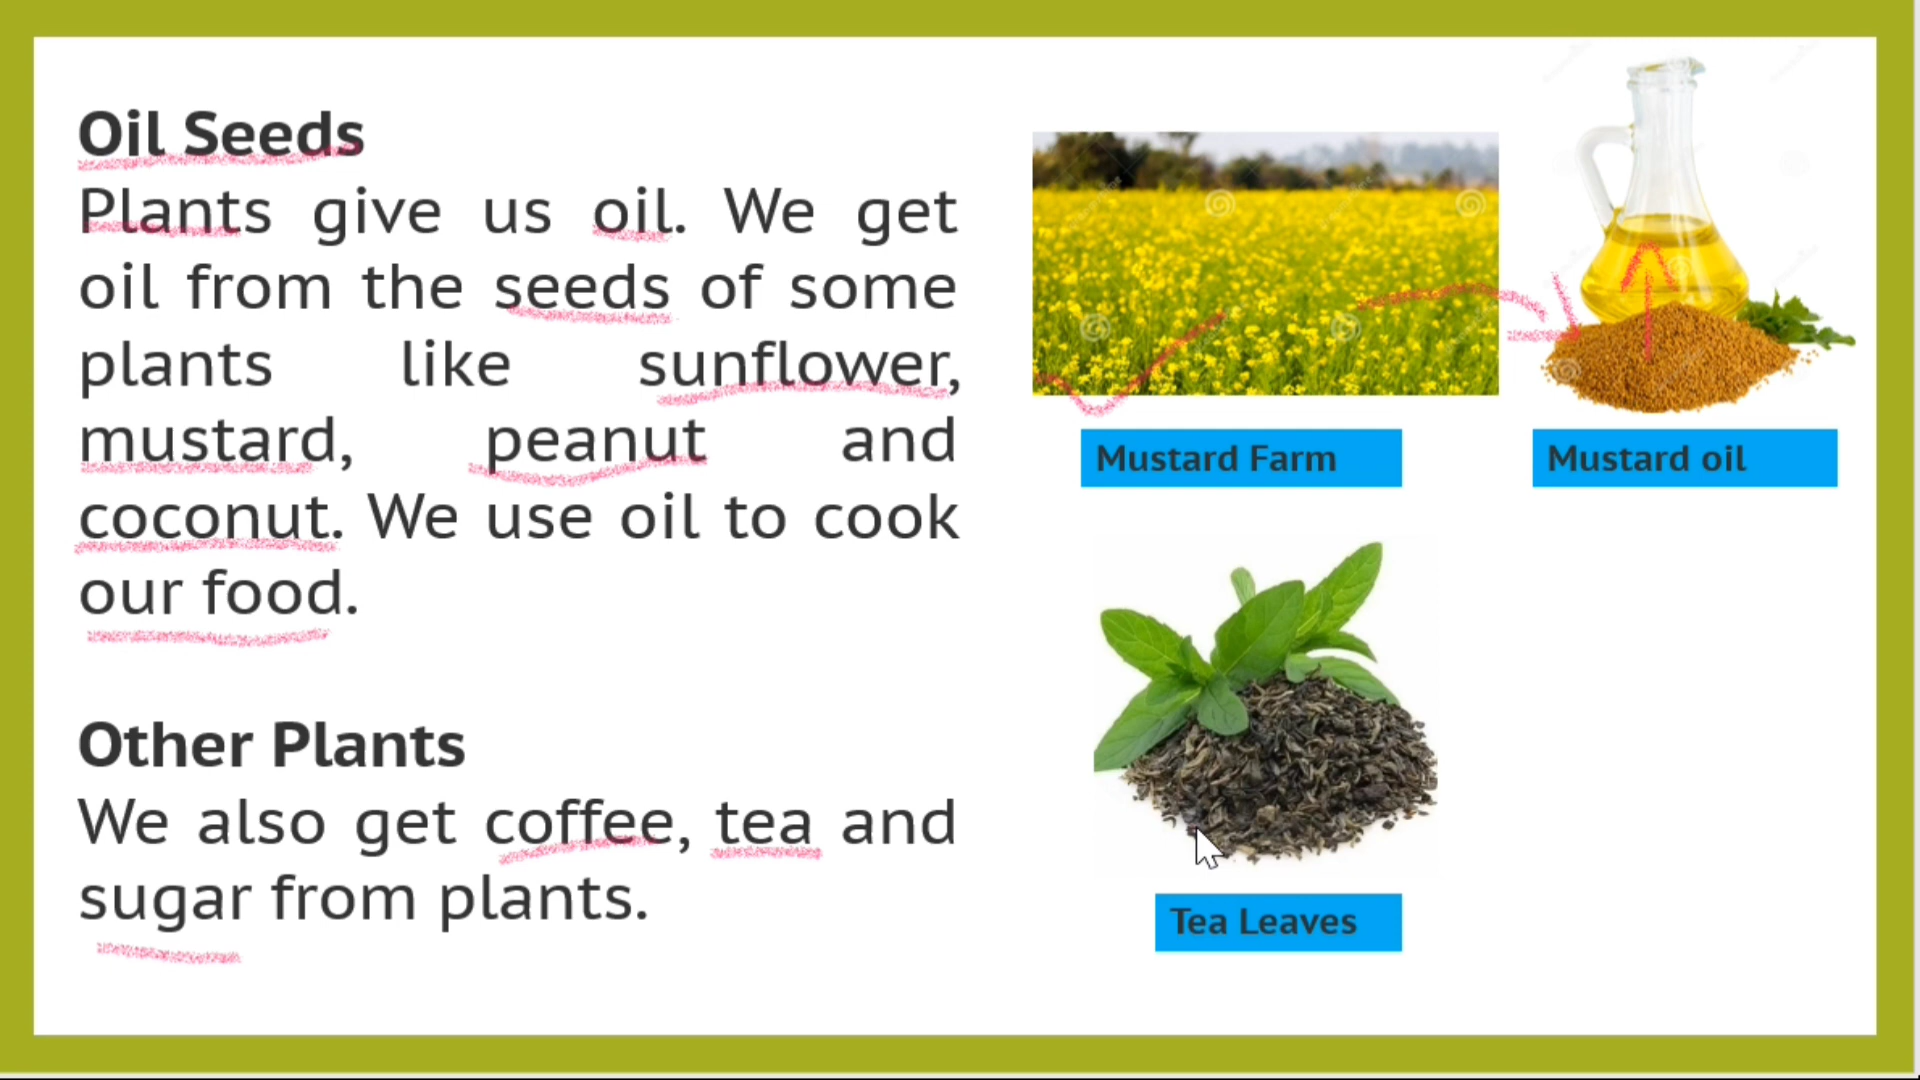 Oil Seeds
Plants give us oil. We get
oil from the seeds of some
plants like sunflower,
mustard, peanut and
coconut. We use oil to cook
our food.
Other Plants
We also get coffee, tea and
sugar from plants.
Mustard Farm
Mustard oil
Tea Leaves